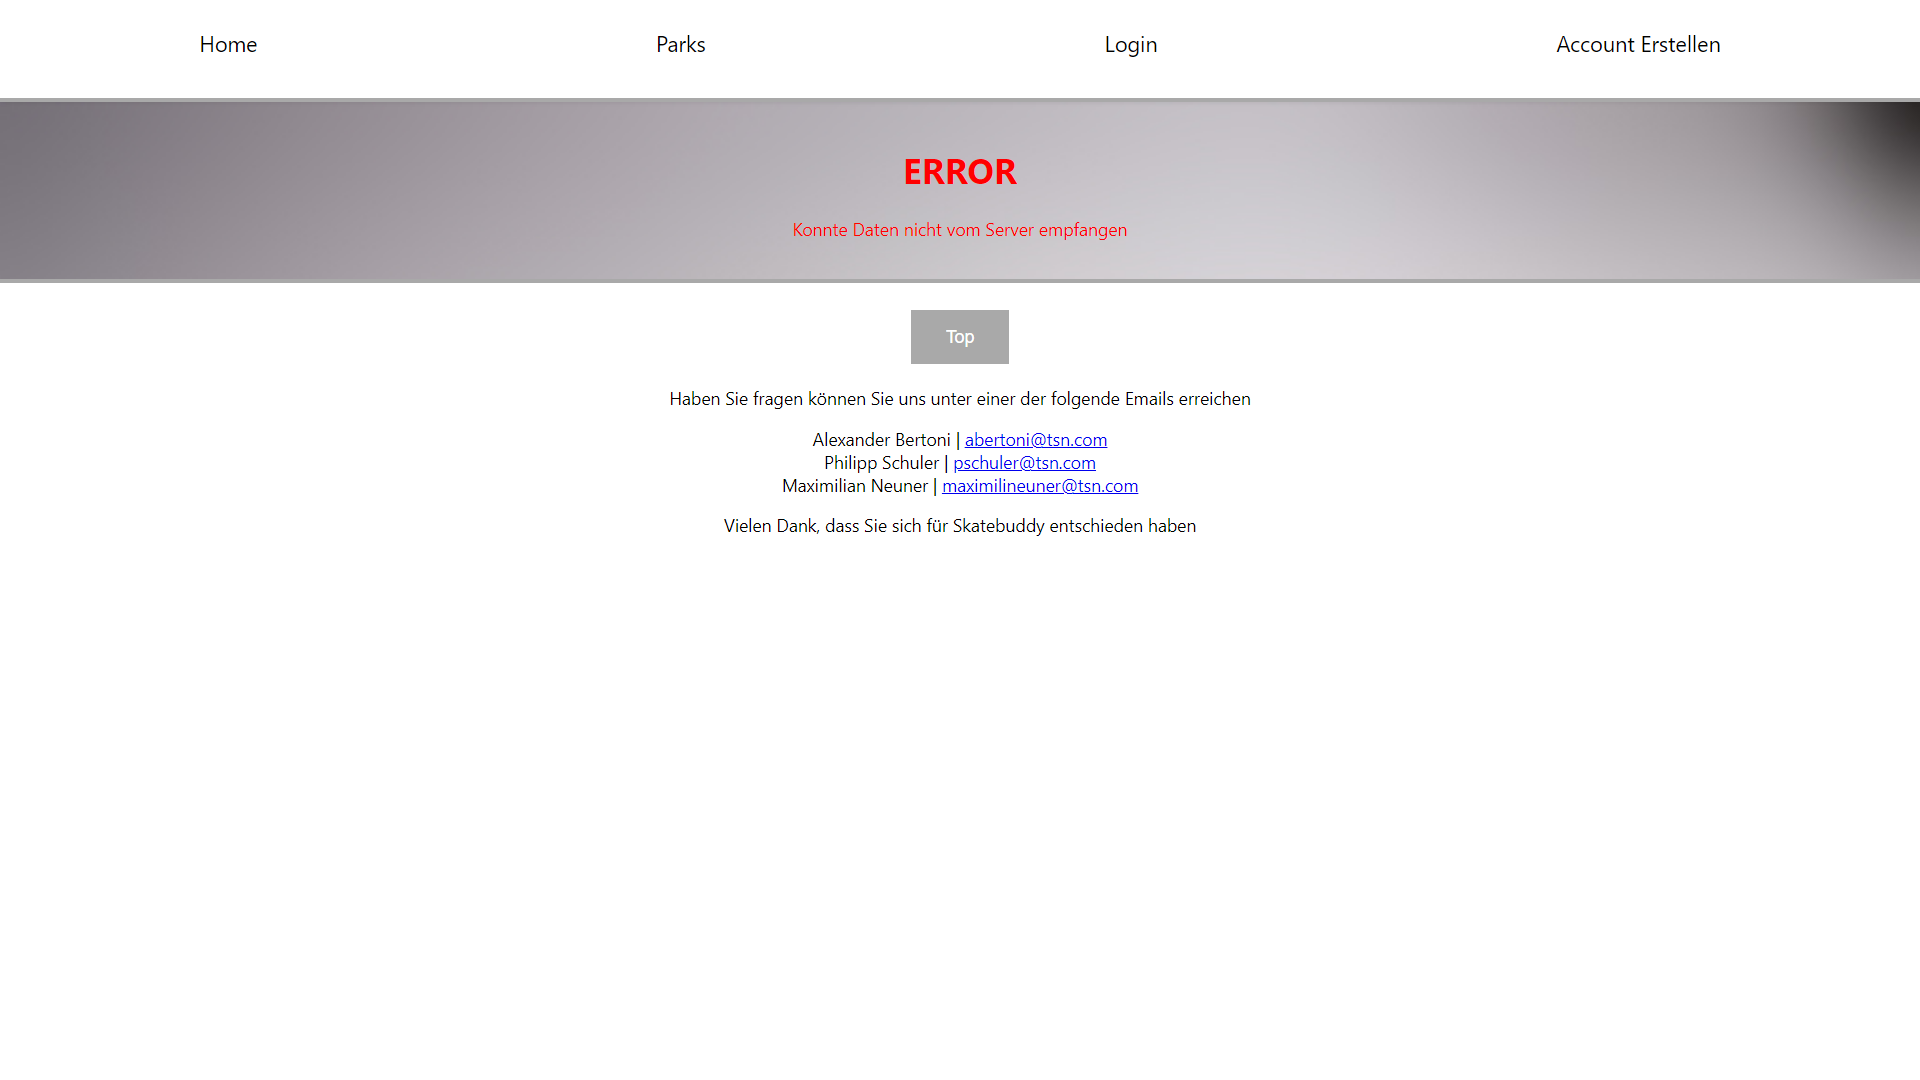 Home Parks Login Account Erstellen
ERROR
Konnte Daten nicht vom Server empfangen
Top
Haben Sie fragen können Sie uns unter einer der folgende Emails erreichen
Alexander Bertoni | abertoni@tsn.com
Philipp Schuler | pschuler@tsn.com
Maximilian Neuner | maximilineuner@tsn.com
Vielen Dank, dass Sie sich für Skatebuddy entschieden haben